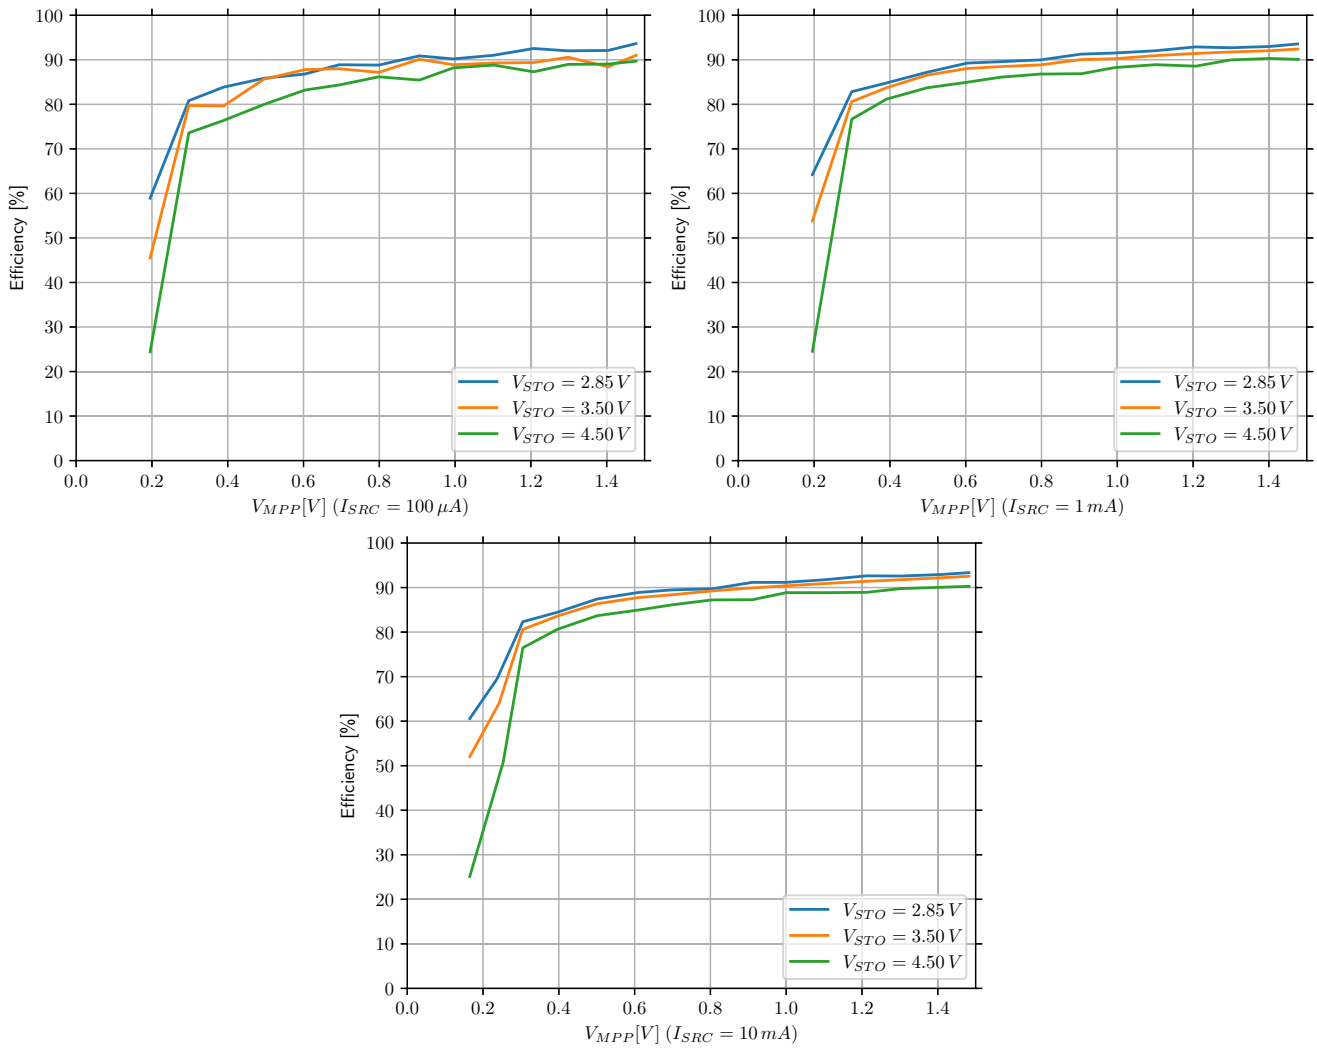 100
90
80
70
60
50
40
30
20
10
0
Efficiency [%]
V_STO = 2.85 V
V_STO = 3.50 V
V_STO = 4.50 V
0.0 0.2 0.4 0.6 0.8 1.0 1.2 1.4
V_MPP [V] (I_SRC = 100 μA)
100
90
80
70
60
50
40
30
20
10
0
Efficiency [%]
V_STO = 2.85 V
V_STO = 3.50 V
V_STO = 4.50 V
0.0 0.2 0.4 0.6 0.8 1.0 1.2 1.4
V_MPP [V] (I_SRC = 1 mA)
100
90
80
70
60
50
40
30
20
10
0
Efficiency [%]
V_STO = 2.85 V
V_STO = 3.50 V
V_STO = 4.50 V
0.0 0.2 0.4 0.6 0.8 1.0 1.2 1.4
V_MPP [V] (I_SRC = 10 mA)